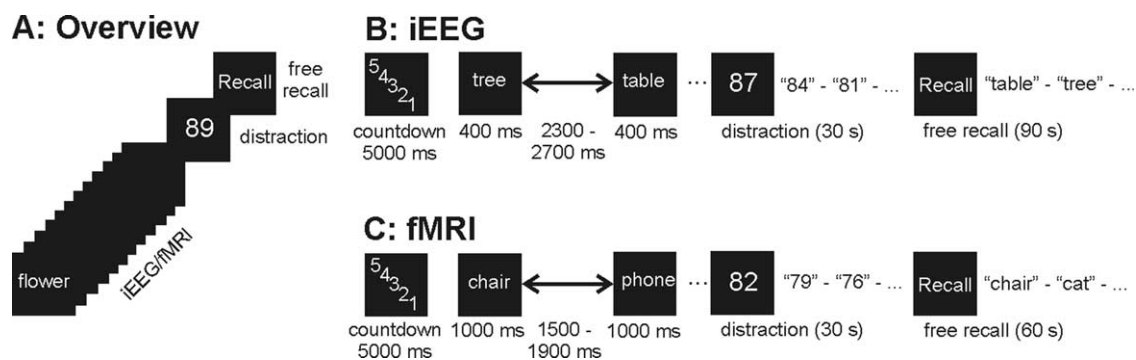 A: Overview
Recall
free
recall
89
distraction
iEEG/fMRI
flower
B: iEEG
5
4
3
2
1
tree
table
...
87
"84" - "81" - ...
Recall
"table" - "tree" - ...
countdown
5000 ms
400 ms
2300 -
2700 ms
400 ms
distraction (30 s)
free recall (90 s)
C: fMRI
5
4
3
2
1
chair
phone
...
82
"79" - "76" - ...
Recall
"chair" - "cat" - ...
countdown
5000 ms
1000 ms
1500 -
1900 ms
1000 ms
distraction (30 s)
free recall (60 s)